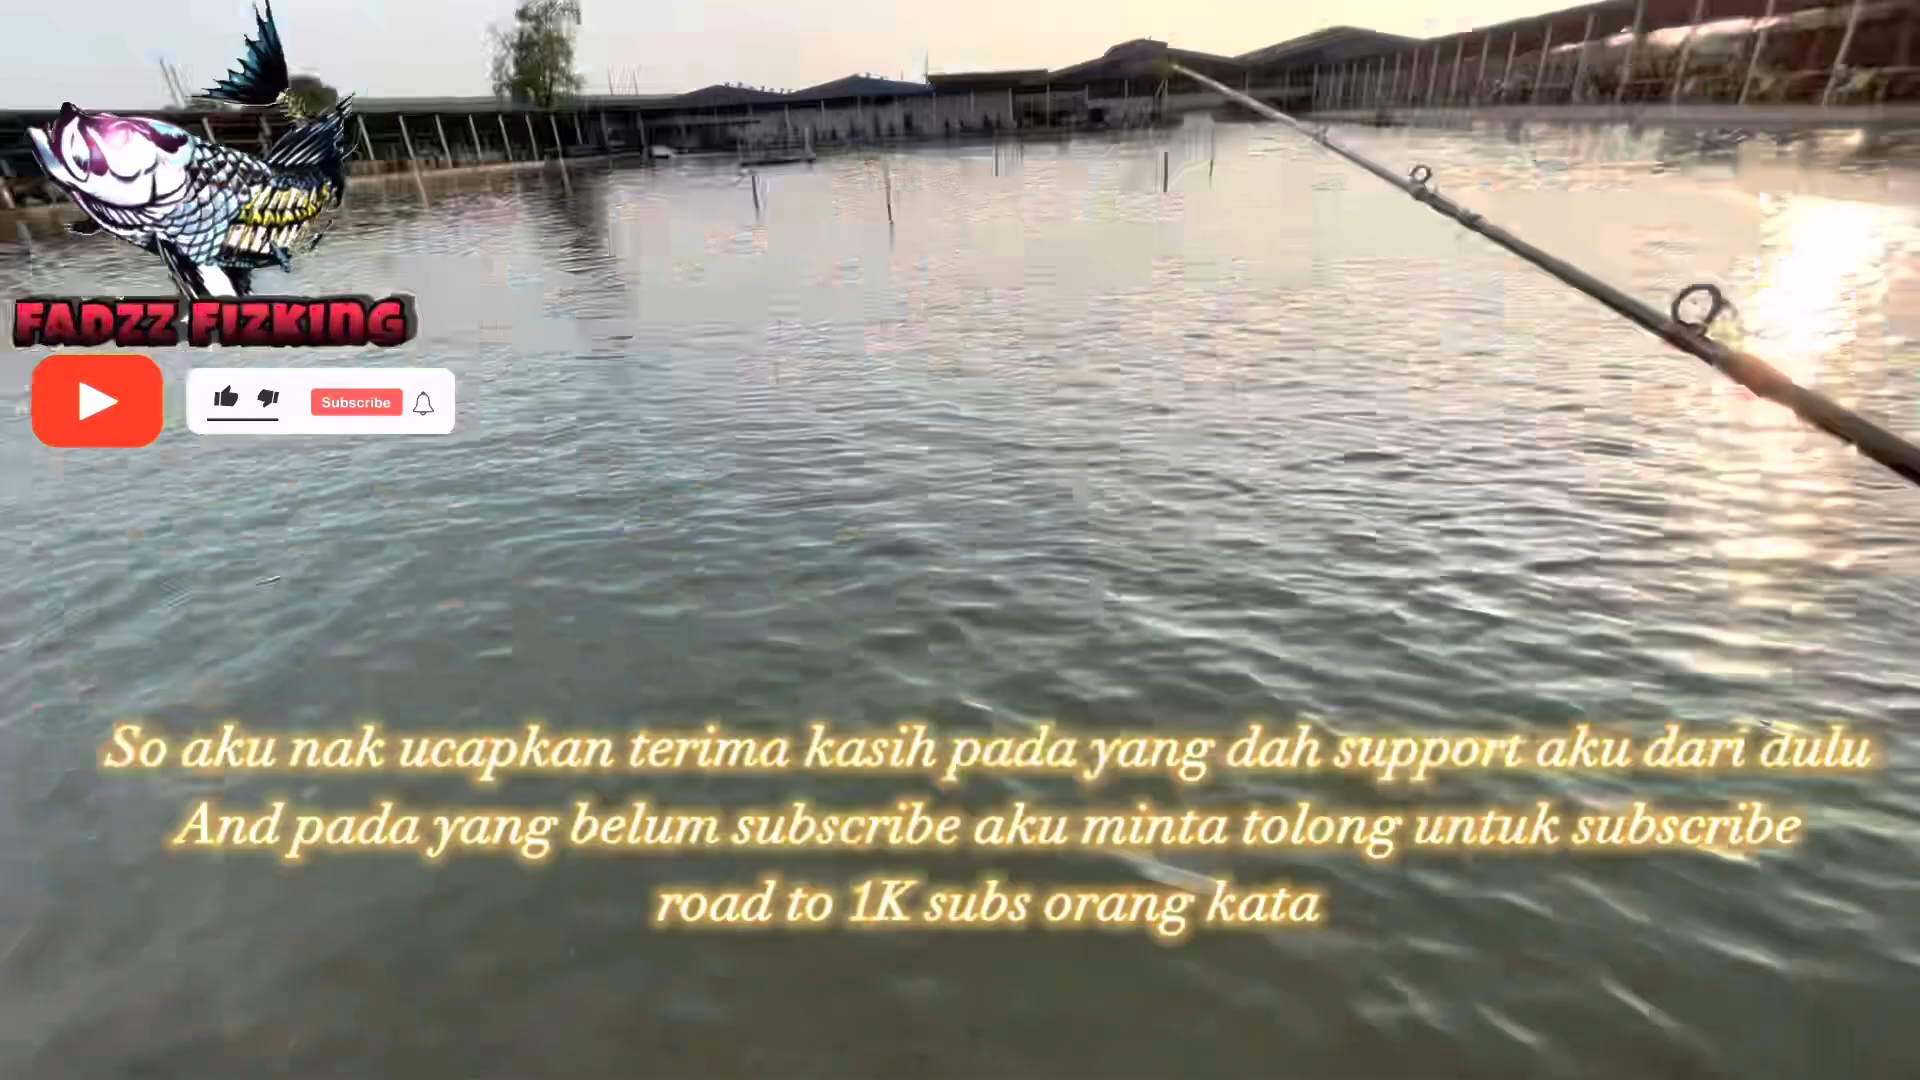 FADZZ FIZKING
Subscribe
So aku nak ucapkan terima kasih pada yang dah support aku dari dulu
And pada yang belum subscribe aku minta tolong untuk subscribe
road to 1K subs orang kata